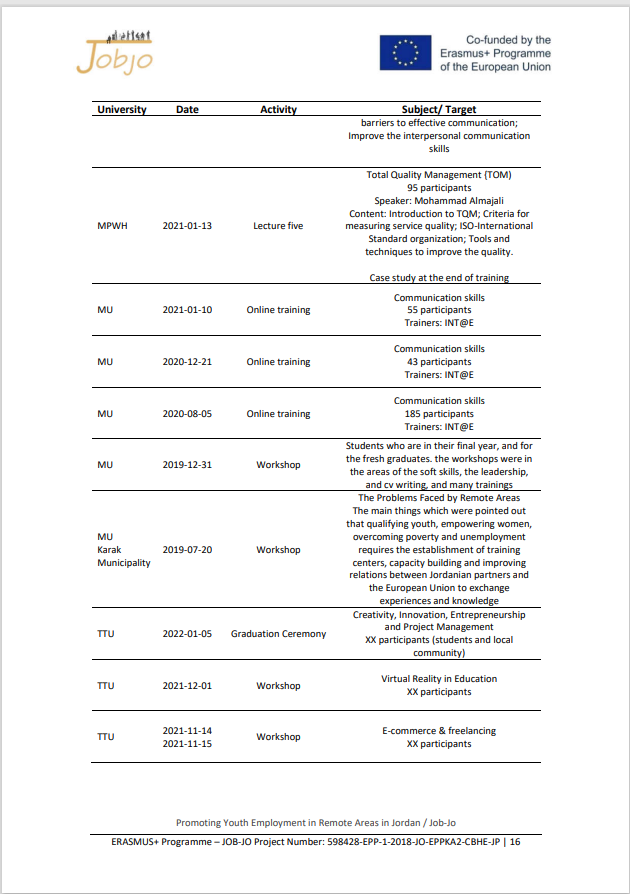 Jobjo
Co-funded by the
Erasmus+ Programme
of the European Union
University Date Activity Subject/ Target
barriers to effective communication;
Improve the interpersonal communication
skills
Total Quality Management (TOM)
95 participants
Speaker: Mohammad Almajali
Content: Introduction to TQM; Criteria for
MPWH 2021-01-13 Lecture five measuring service quality; ISO-International
Standard organization; Tools and
techniques to improve the quality.
Case study at the end of training
Communication skills
MU 2021-01-10 Online training 55 participants
Trainers: INT@E
Communication skills
MU 2020-12-21 Online training 43 participants
Trainers: INT@E
Communication skills
MU 2020-08-05 Online training 185 participants
Trainers: INT@E
Students who are in their final year, and for
the fresh graduates. the workshops were in
MU 2019-12-31 Workshop the areas of the soft skills, the leadership,
and cv writing, and many trainings
The Problems Faced by Remote Areas
The main things which were pointed out
that qualifying youth, empowering women,
MU overcoming poverty and unemployment
Karak 2019-07-20 Workshop requires the establishment of training
Municipality centers, capacity building and improving
relations between Jordanian partners and
the European Union to exchange
experiences and knowledge
Creativity, Innovation, Entrepreneurship
and Project Management
TTU 2022-01-05 Graduation Ceremony XX participants (students and local
community)
Virtual Reality in Education
TTU 2021-12-01 Workshop XX participants
2021-11-14 E-commerce & freelancing
TTU 2021-11-15 Workshop XX participants
Promoting Youth Employment in Remote Areas in Jordan / Job-Jo
ERASMUS+ Programme – JOB-JO Project Number: 598428-EPP-1-2018-JO-EPPKA2-CBHE-JP | 16